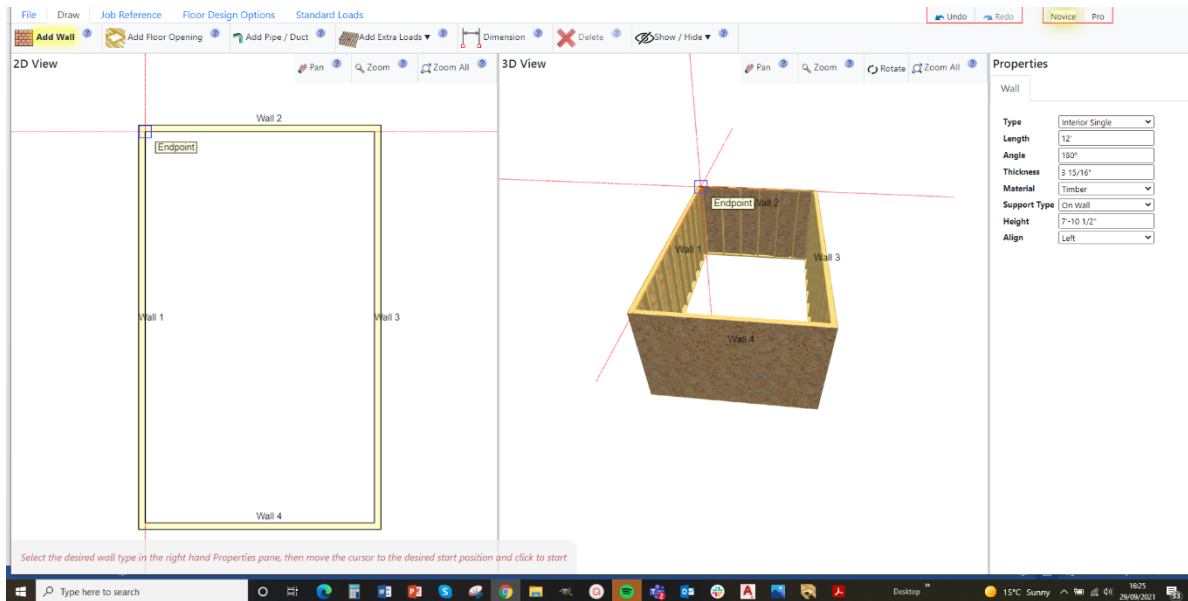 File Draw Job Reference Floor Design Options Standard Loads Undo Redo Novice Pro
Add Wall ? Add Floor Opening ? Add Pipe / Duct ? Add Extra Loads ▼ ? Dimension ? Delete ? Show / Hide ▼ ?
2D View Pan ? Zoom ? Zoom All ?
3D View Pan ? Zoom ? Rotate Zoom All ?
Wall 2
Endpoint
Wall 1
Wall 3
Wall 4
Endpoint Wall 2
Wall 1
Wall 3
Wall 4
Properties
Wall
Type Interior Single
Length 12'
Angle 180°
Thickness 3 15/16"
Material Timber
Support Type On Wall
Height 7'-10 1/2"
Align Left
Select the desired wall type in the right hand Properties pane, then move the cursor to the desired start position and click to start
Type here to search Desktop 15°C Sunny 16:25
29/09/2021